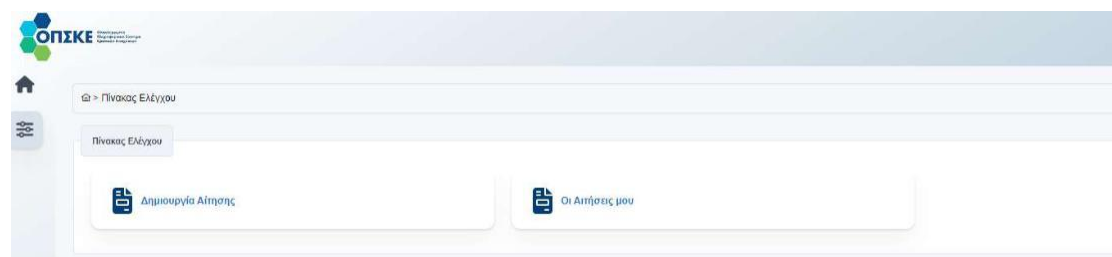 ΟΠΣΚΕ
> Πίνακας Ελέγχου
Πίνακας Ελέγχου
Δημιουργία Αίτησης
Οι Αιτήσεις μου